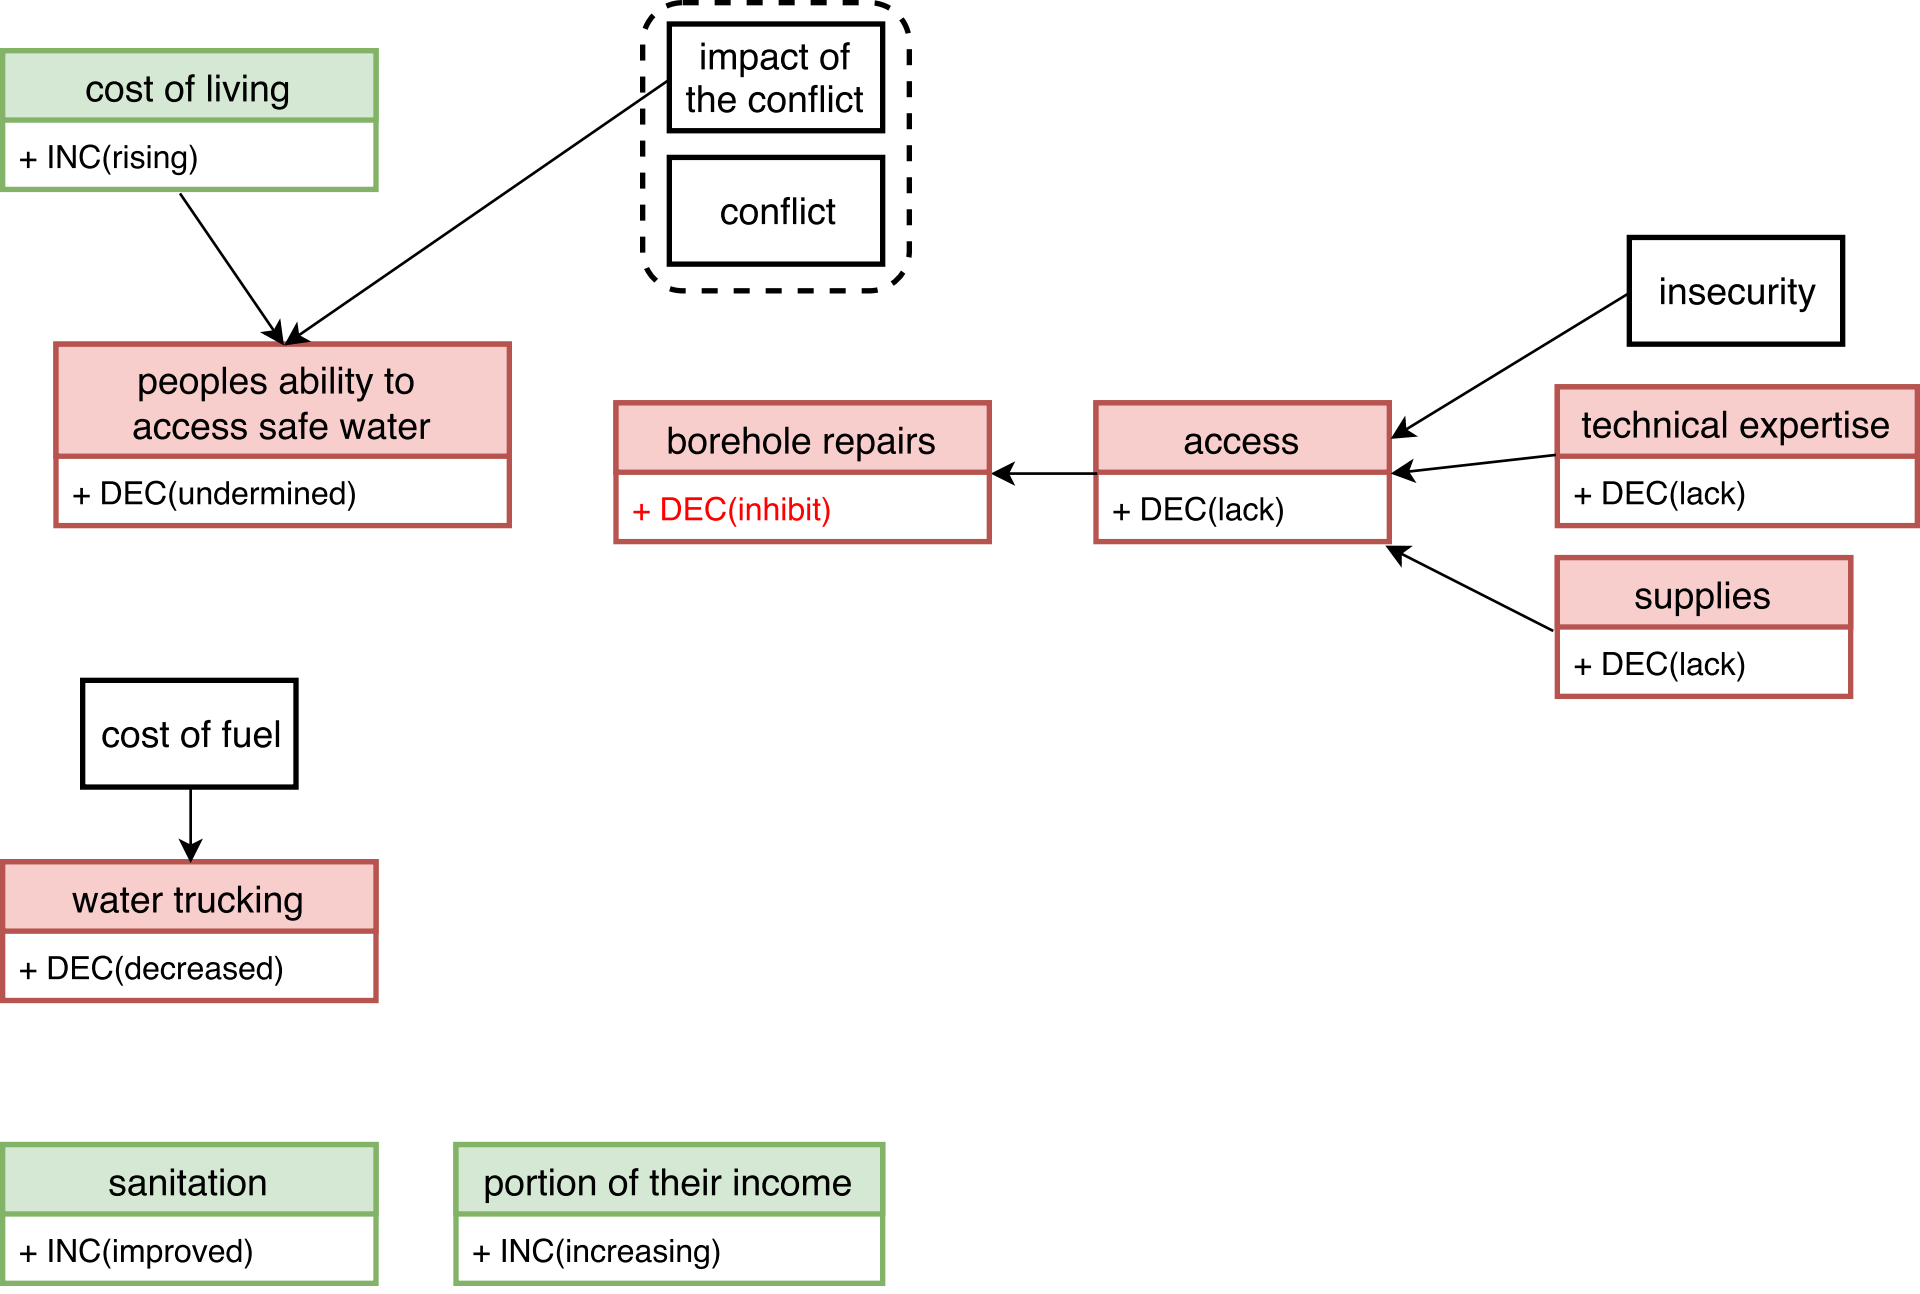 impact of
the conflict
cost of living
+ INC(rising)
conflict
insecurity
peoples ability to
access safe water
+ DEC(undermined)
borehole repairs
+ DEC(inhibit)
access
+ DEC(lack)
technical expertise
+ DEC(lack)
supplies
+ DEC(lack)
cost of fuel
water trucking
+ DEC(decreased)
sanitation
+ INC(improved)
portion of their income
+ INC(increasing)